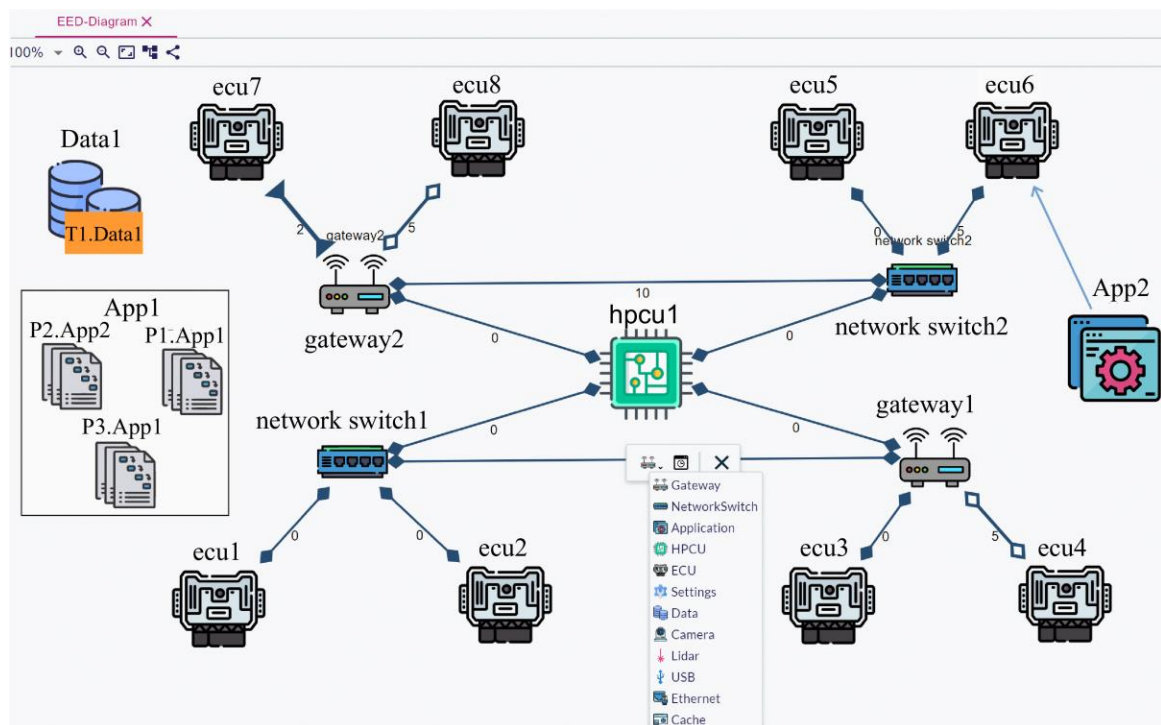 EED-Diagram
100%
ecu7
ecu8
ecu5
ecu6
Data1
T1.Data1
2
gateway2
5
0
5
network switch2
10
App1
P2.App2
P1.App1
P3.App1
gateway2
hpcu1
network switch2
App2
0
0
network switch1
0
0
gateway1
Gateway
NetworkSwitch
Application
HPCU
ECU
Settings
Data
Camera
Lidar
USB
Ethernet
Cache
0
0
0
5
ecu1
ecu2
ecu3
ecu4